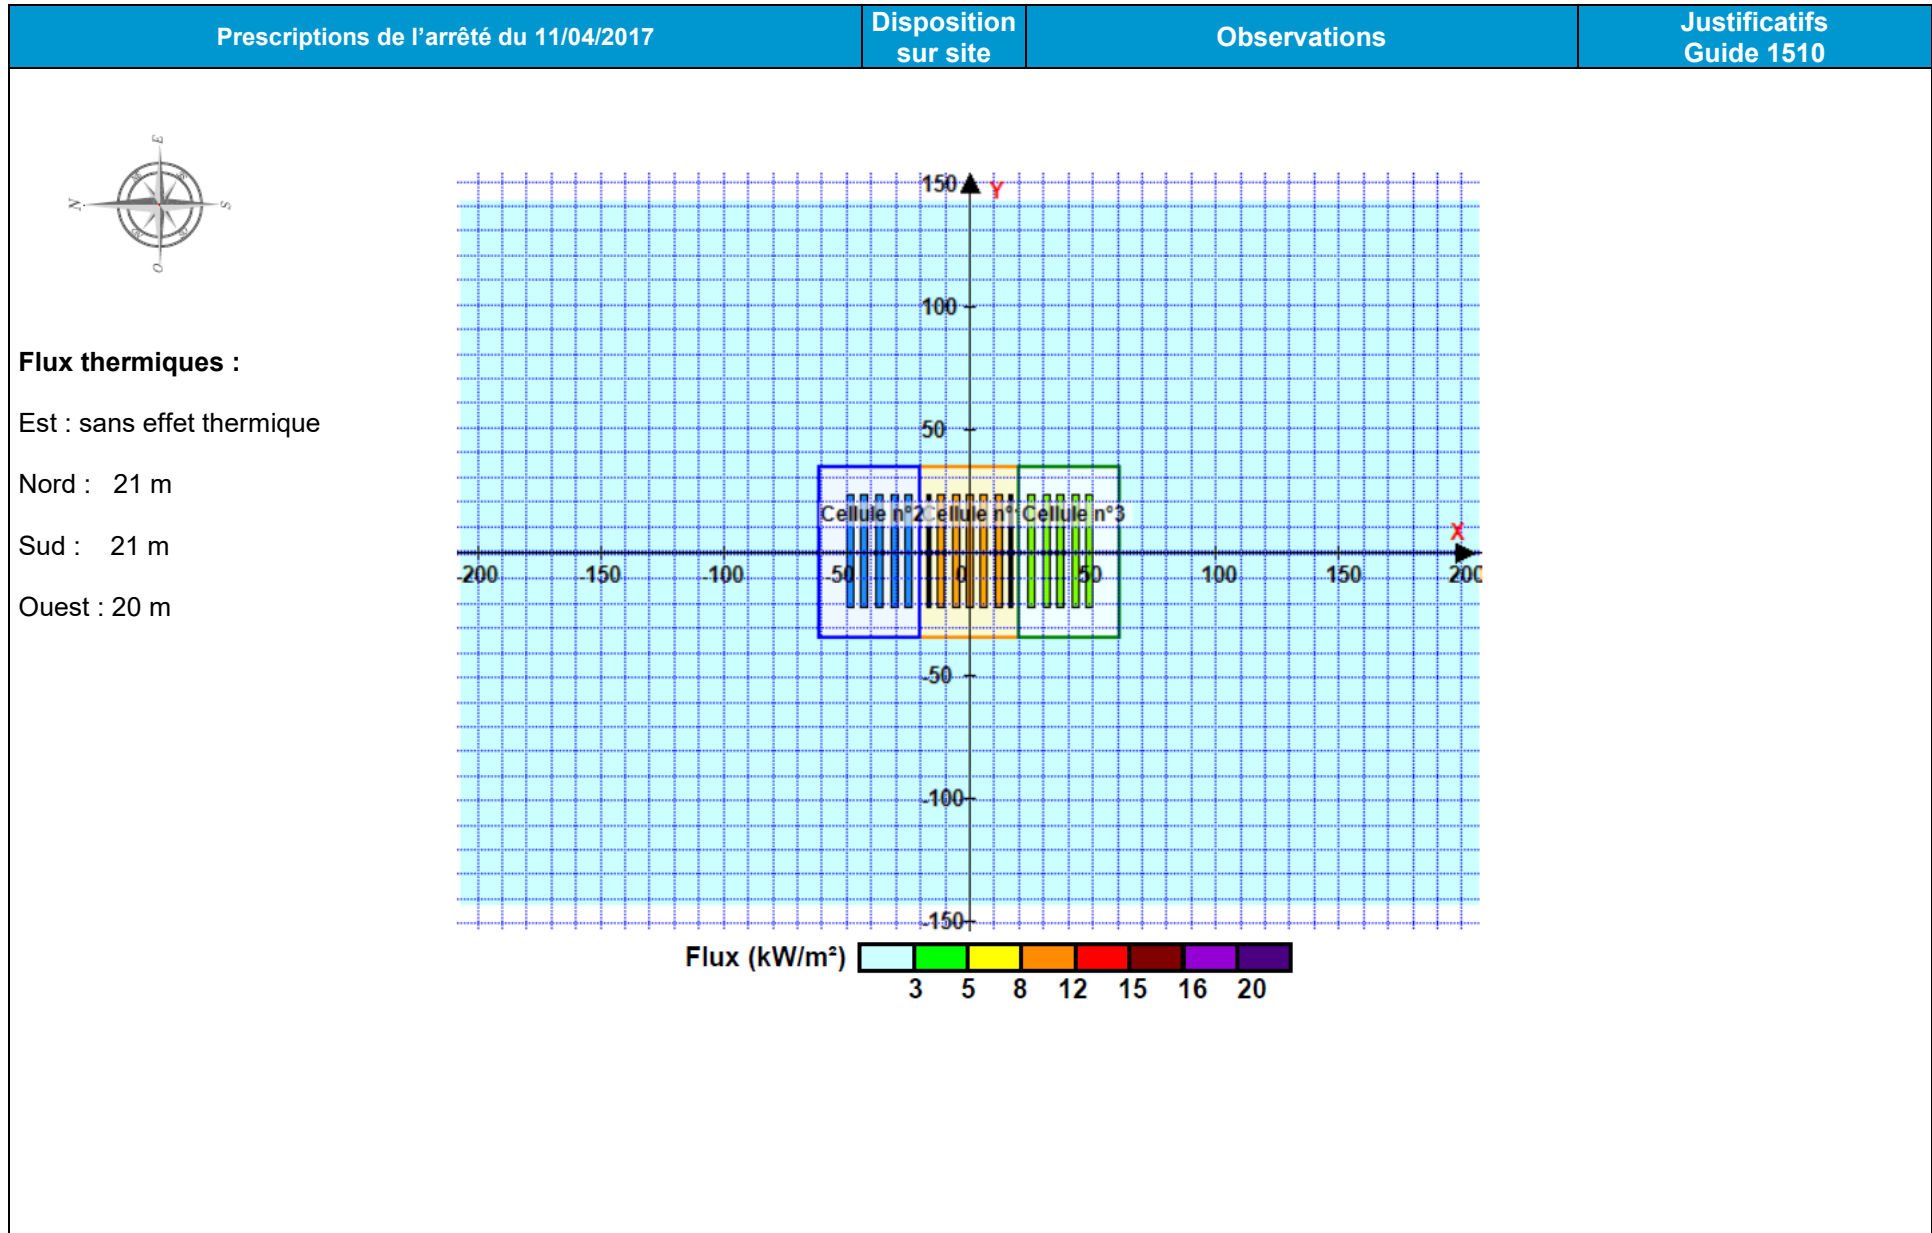 Prescriptions de l'arrêté du 11/04/2017
Disposition
sur site
Observations
Justificatifs
Guide 1510
E
N
S
O
Flux thermiques :
Est : sans effet thermique
Nord : 21 m
Sud : 21 m
Ouest : 20 m
150
Y
100
50
Cellule n°2
Cellule n°
Cellule n°3
X
-200
-150
-100
-50
0
50
100
150
200
-50
-100
-150
Flux (kW/m²)
3 5 8 12 15 16 20